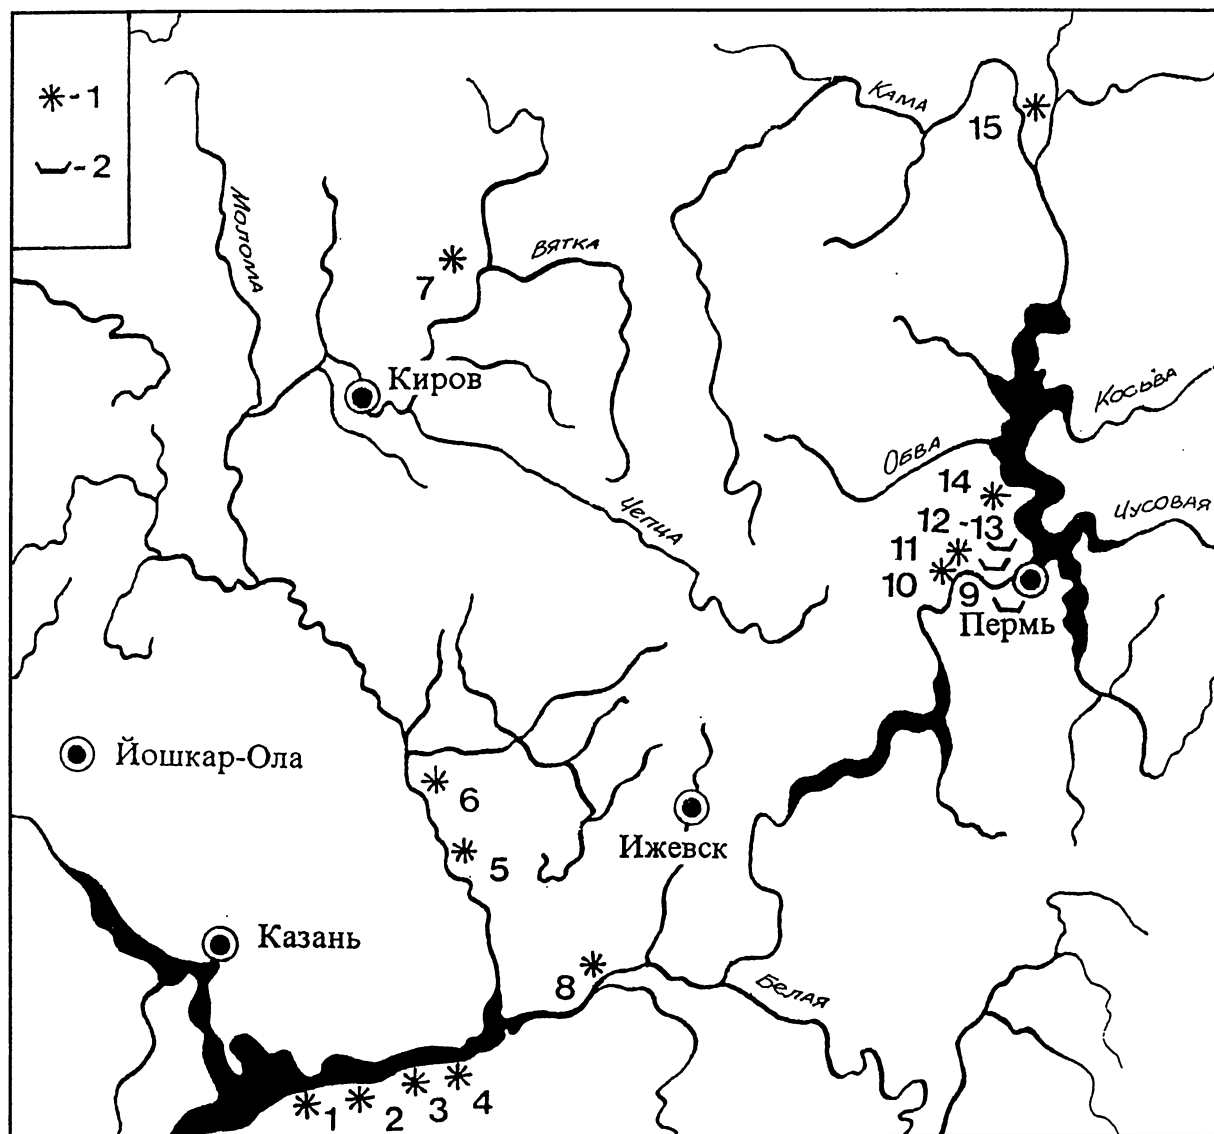 -1
-2
КАМА
15
МОЛОМА
ВЯТКА
7
Киров
КОСЬВА
ОБВА
14
ЧУСОВАЯ
12 -13
ЧЕПЦА
11
10
9
Пермь
Йошкар-Ола
6
Ижевск
5
Казань
8
БЕЛАЯ
1
2
3
4